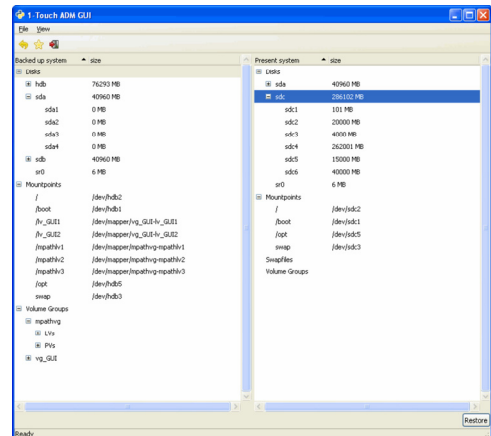 1-Touch ADM GUI
File View
Backed up system size
Disks
hdb 76293 MB
sda 40960 MB
sda1 0 MB
sda2 0 MB
sda3 0 MB
sda4 0 MB
sdb 40960 MB
sr0 6 MB
Mountpoints
/ /dev/hdb2
/boot /dev/hdb1
/lv_GUI1 /dev/mapper/vg_GUI-lv_GUI1
/lv_GUI2 /dev/mapper/vg_GUI-lv_GUI2
/mpathlv1 /dev/mapper/mpathvg-mpathlv1
/mpathlv2 /dev/mapper/mpathvg-mpathlv2
/mpathlv3 /dev/mapper/mpathvg-mpathlv3
/opt /dev/hdb5
swap /dev/hdb3
Volume Groups
mpathvg
LVs
PVs
vg_GUI
Present system size
Disks
sda 40960 MB
sdc 286102 MB
sdc1 101 MB
sdc2 20000 MB
sdc3 4000 MB
sdc4 262001 MB
sdc5 15000 MB
sdc6 40000 MB
sr0 6 MB
Mountpoints
/ /dev/sdc2
/boot /dev/sdc1
/opt /dev/sdc5
swap /dev/sdc3
Swapfiles
Volume Groups
Restore
Ready